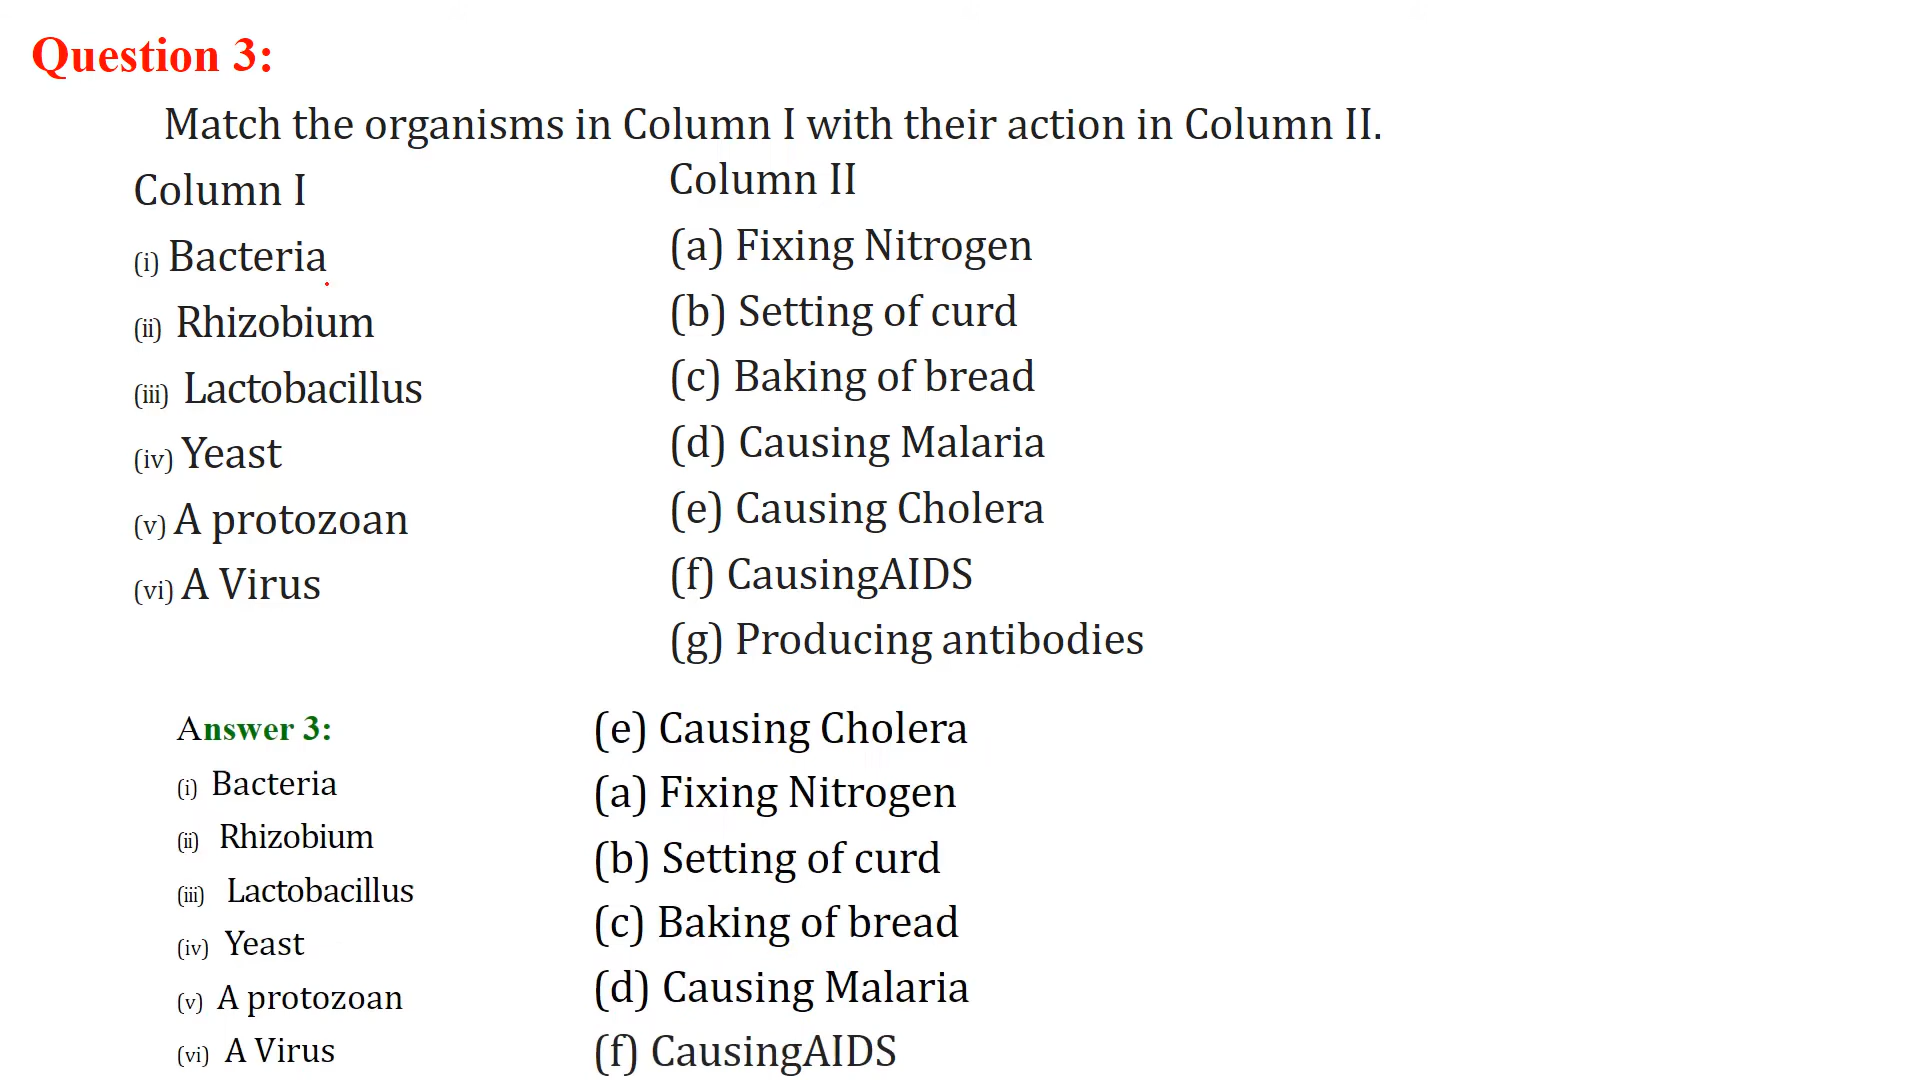 Question 3:
Match the organisms in Column I with their action in Column II.
Column I
(i) Bacteria
(ii) Rhizobium
(iii) Lactobacillus
(iv) Yeast
(v) A protozoan
(vi) A Virus
Column II
(a) Fixing Nitrogen
(b) Setting of curd
(c) Baking of bread
(d) Causing Malaria
(e) Causing Cholera
(f) CausingAIDS
(g) Producing antibodies
Answer 3:
(i) Bacteria
(ii) Rhizobium
(iii) Lactobacillus
(iv) Yeast
(v) A protozoan
(vi) A Virus
(e) Causing Cholera
(a) Fixing Nitrogen
(b) Setting of curd
(c) Baking of bread
(d) Causing Malaria
(f) CausingAIDS